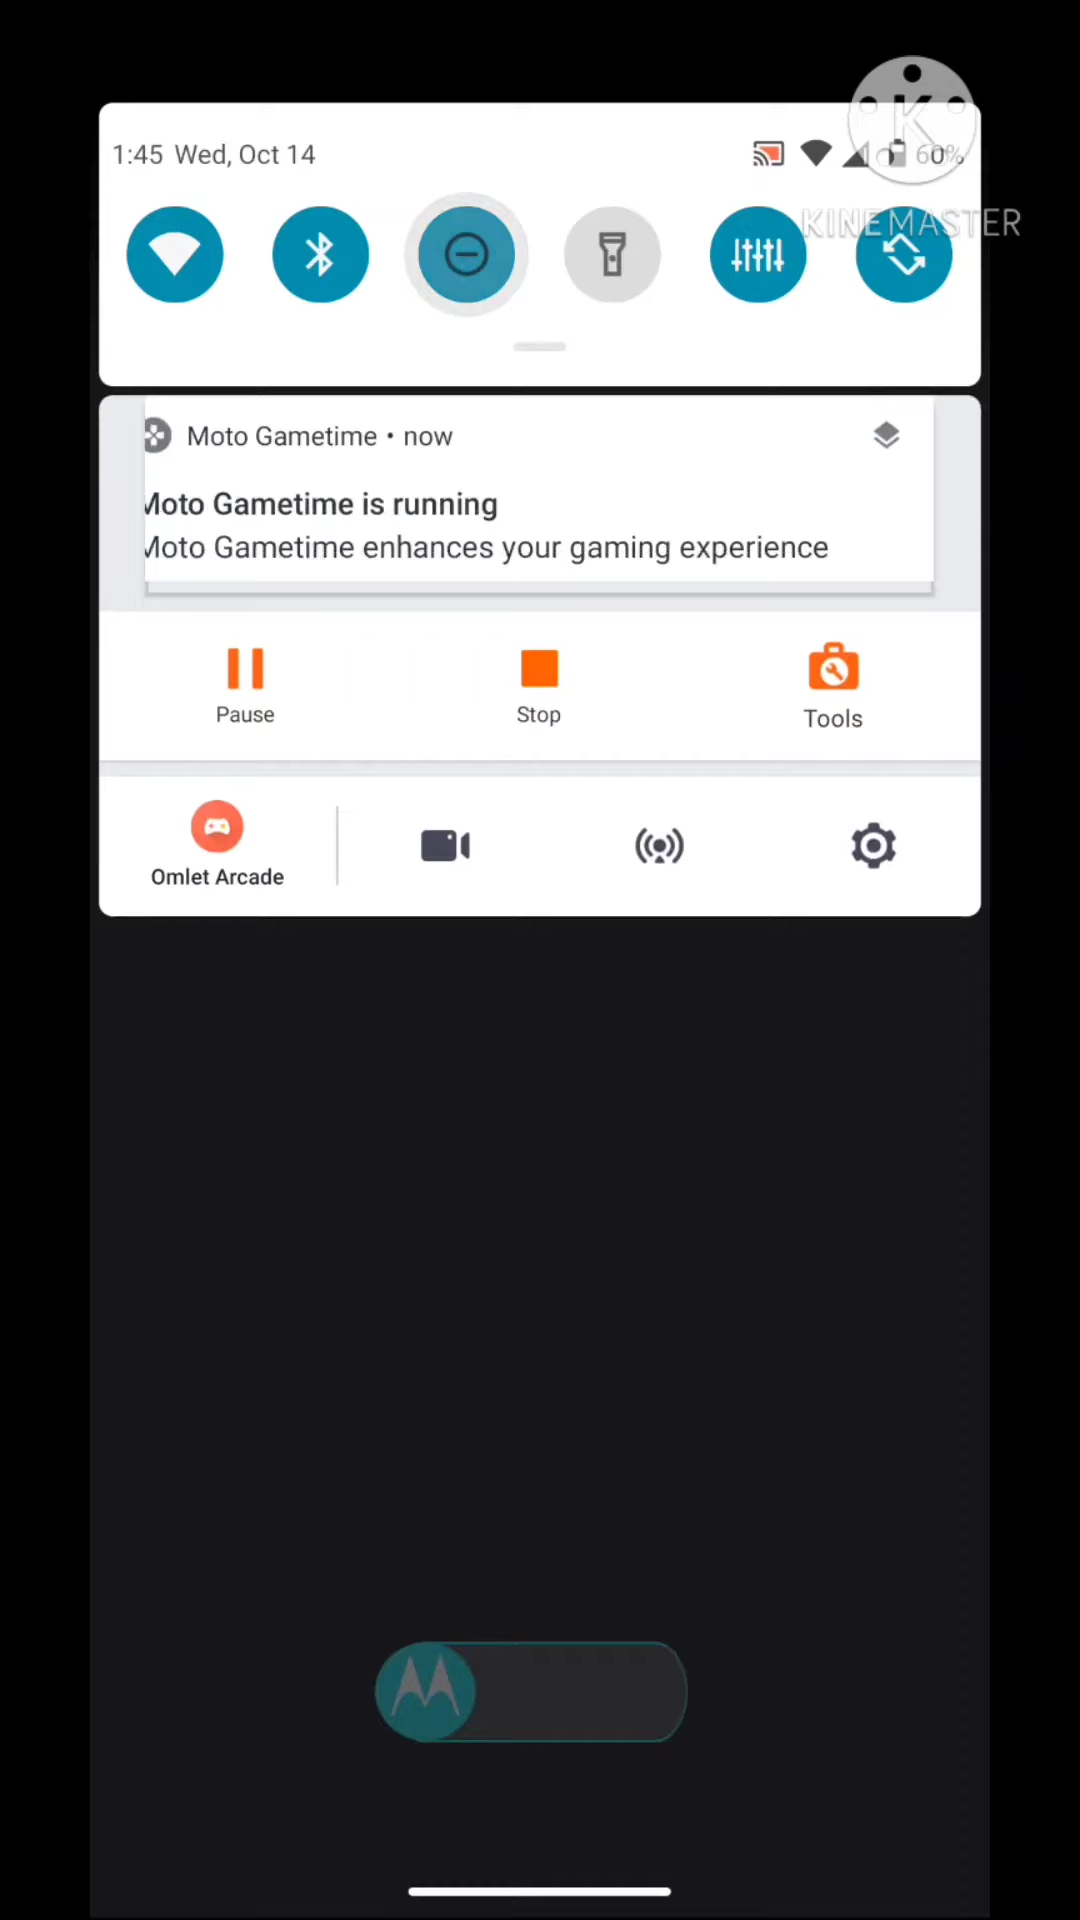 1:45 Wed, Oct 14
60%
KINEMASTER
Moto Gametime • now
Moto Gametime is running
Moto Gametime enhances your gaming experience
Pause
Stop
Tools
Omlet Arcade